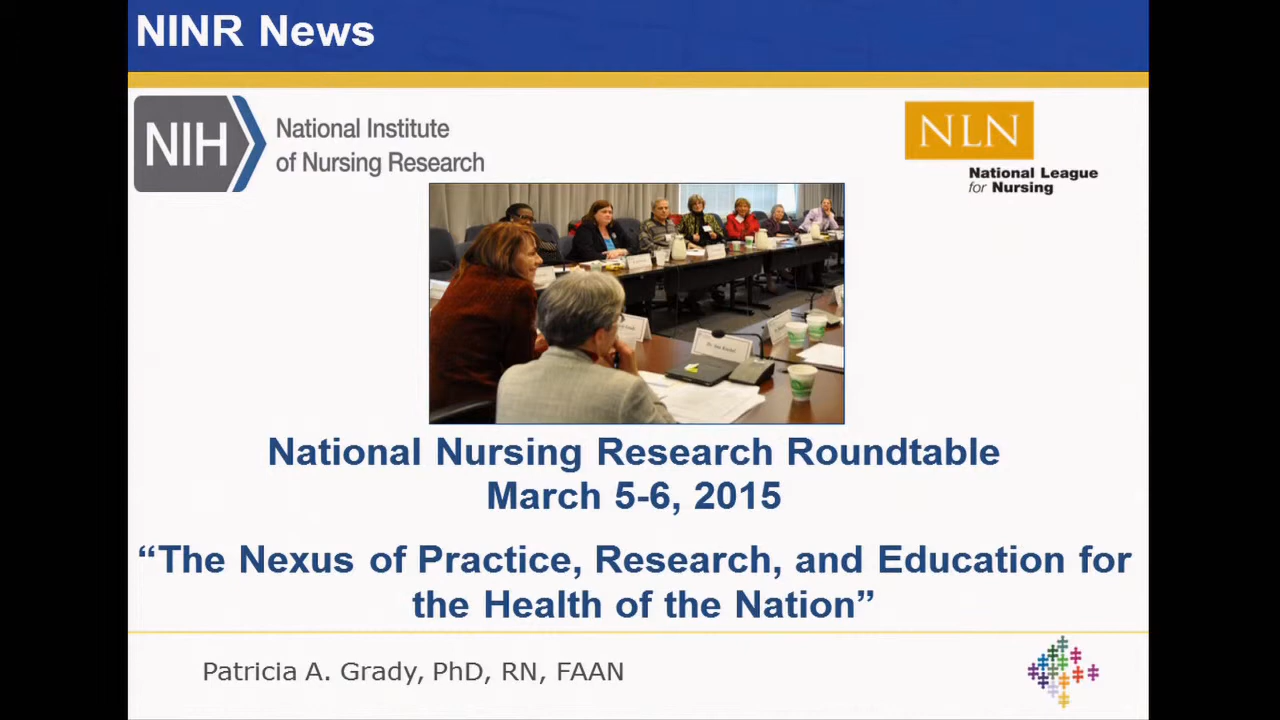 NINR News
NIH
National Institute
of Nursing Research
NLN
National League
for Nursing
National Nursing Research Roundtable
March 5-6, 2015
“The Nexus of Practice, Research, and Education for
the Health of the Nation”
Patricia A. Grady, PhD, RN, FAAN